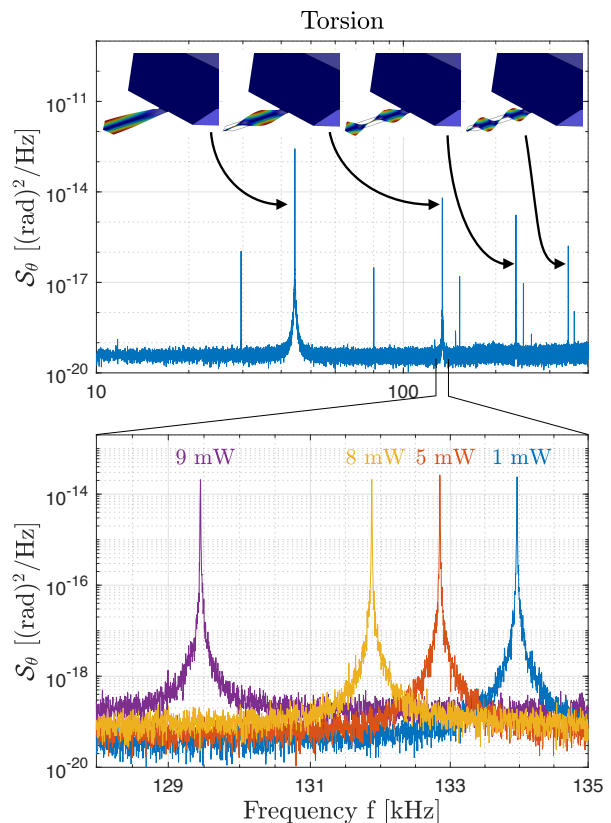 Torsion
S_θ [(rad)²/Hz]
10⁻¹¹
10⁻¹⁴
10⁻¹⁷
10⁻²⁰
10 100
9 mW 8 mW 5 mW 1 mW
S_θ [(rad)²/Hz]
10⁻¹⁴
10⁻¹⁶
10⁻¹⁸
10⁻²⁰
129 131 133 135
Frequency f [kHz]